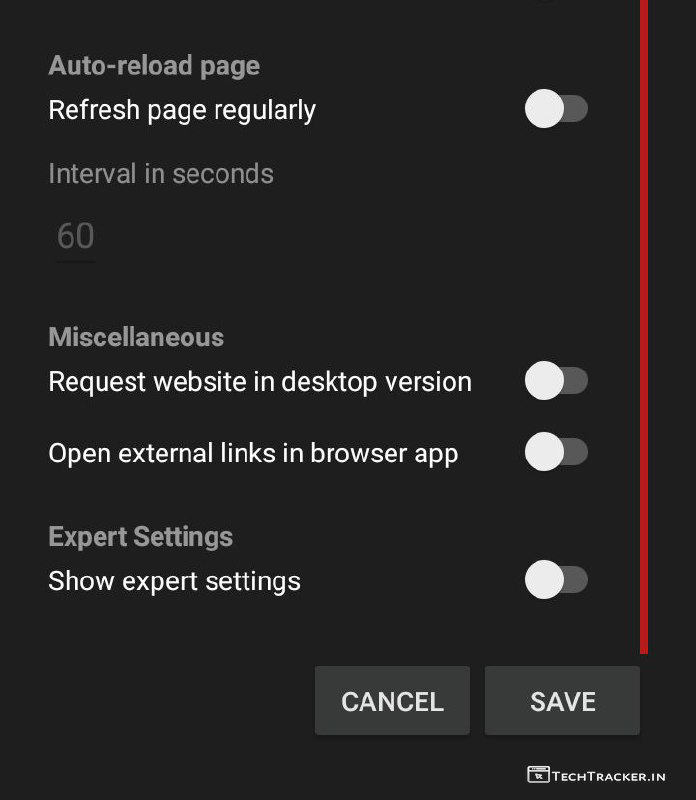 Auto-reload page
Refresh page regularly
Interval in seconds
60
Miscellaneous
Request website in desktop version
Open external links in browser app
Expert Settings
Show expert settings
CANCEL SAVE
TECHTRACKER.IN